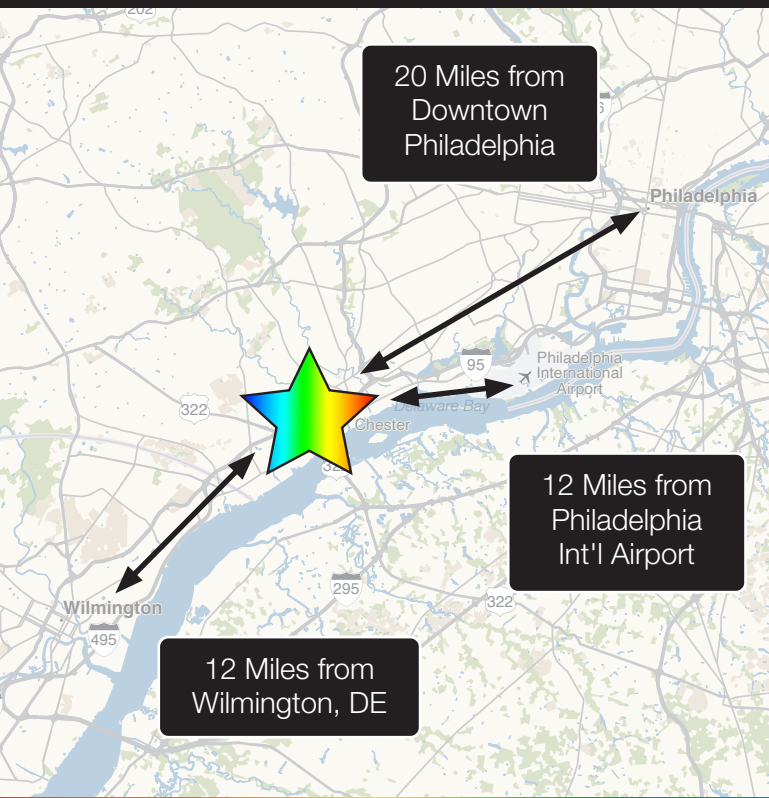 202
20 Miles from
Downtown
Philadelphia
Philadelphia
95
Philadelphia
International
Airport
322
Delaware Bay
Chester
12 Miles from
Philadelphia
Int'l Airport
295
322
Wilmington
495
12 Miles from
Wilmington, DE